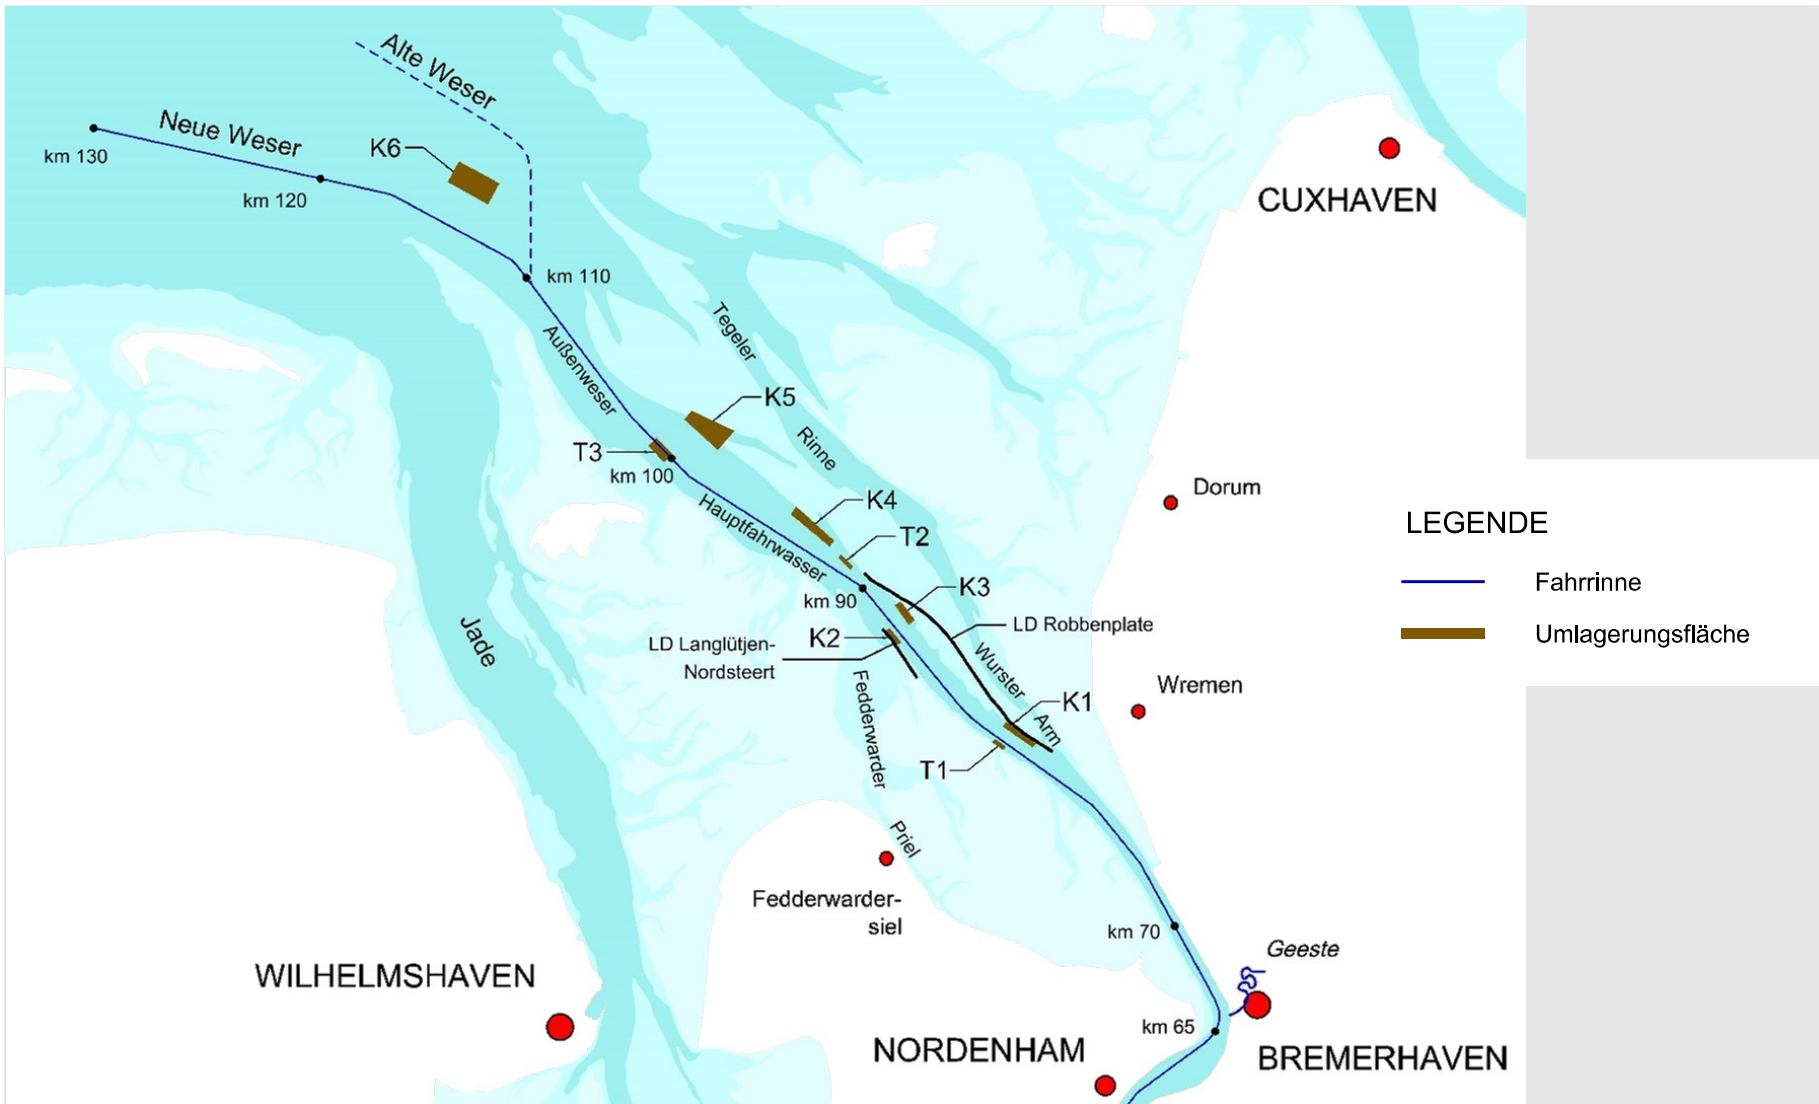 Alte Weser
Neue Weser
km 130
km 120
K6
km 110
CUXHAVEN
Tegeler
Rinne
Außenweser
K5
T3
km 100
Hauptfahrwasser
K4
T2
Dorum
km 90
K3
LD Robbenplate
K2
LD Langlütjen-
Nordsteert
Jade
Wurster
Arm
K1
Wremen
T1
Fedderwarder
Priel
Fedderwarder-
siel
km 70
Geeste
WILHELMSHAVEN
km 65
NORDENHAM
BREMERHAVEN
LEGENDE
Fahrrinne
Umlagerungsfläche